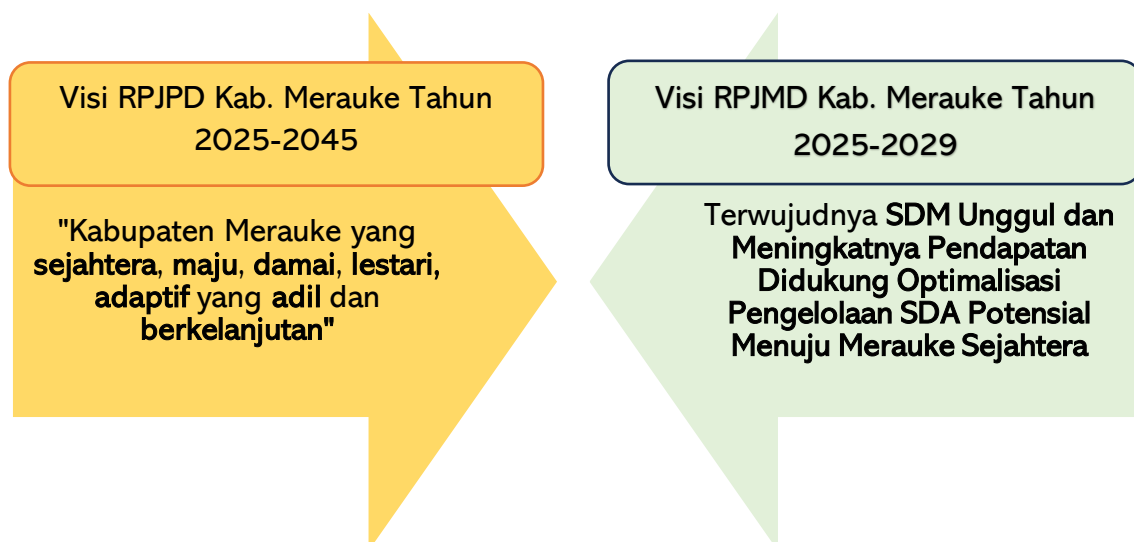 Visi RPJPD Kab. Merauke Tahun
2025-2045
"Kabupaten Merauke yang
sejahtera, maju, damai, lestari,
adaptif yang adil dan
berkelanjutan"
Visi RPJMD Kab. Merauke Tahun
2025-2029
Terwujudnya SDM Unggul dan
Meningkatnya Pendapatan
Didukung Optimalisasi
Pengelolaan SDA Potensial
Menuju Merauke Sejahtera